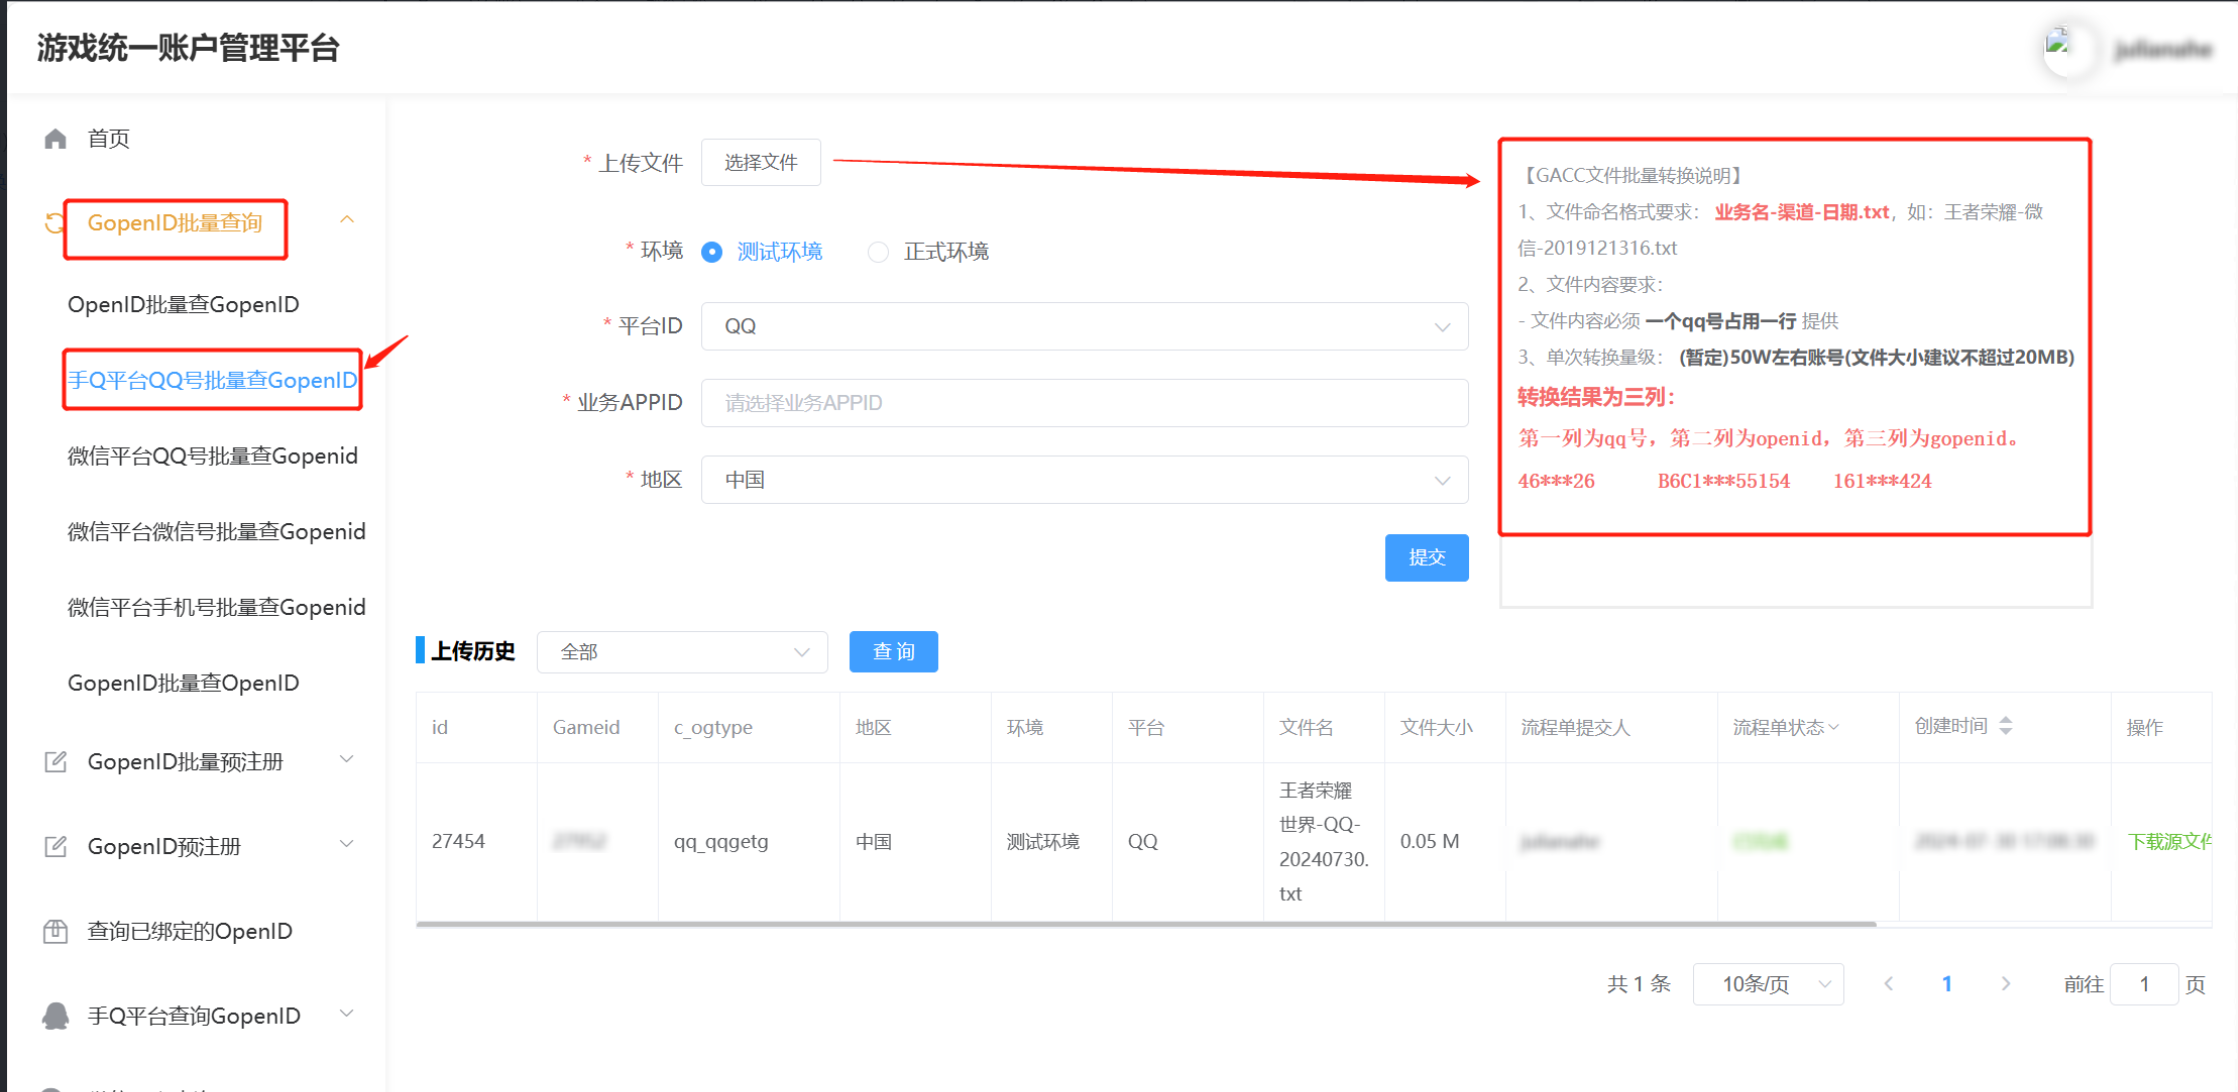 游戏统一账户管理平台
首页
GopenID批量查询
OpenID批量查GopenID
手Q平台QQ号批量查GopenID
微信平台QQ号批量查Gopenid
微信平台微信号批量查Gopenid
微信平台手机号批量查Gopenid
GopenID批量查OpenID
GopenID批量预注册
GopenID预注册
查询已绑定的OpenID
手Q平台查询GopenID
* 上传文件 选择文件
* 环境 测试环境 正式环境
* 平台ID QQ
* 业务APPID 请选择业务APPID
* 地区 中国
提交
【GACC文件批量转换说明】
1、文件命名格式要求： 业务名-渠道-日期.txt，如：王者荣耀-微
信-2019121316.txt
2、文件内容要求：
- 文件内容必须 一个qq号占用一行 提供
3、单次转换量级： (暂定)50W左右账号(文件大小建议不超过20MB)
转换结果为三列：
第一列为qq号，第二列为openid，第三列为gopenid。
46***26 B6C1***55154 161***424
上传历史 全部 查 询
id Gameid c_ogtype 地区 环境 平台 文件名 文件大小 流程单提交人 流程单状态 创建时间 操作
27454 qq_qqgetg 中国 测试环境 QQ 王者荣耀 0.05 M 下载源文件
世界-QQ-
20240730.
txt
共 1 条 10条/页 1 前往 1 页